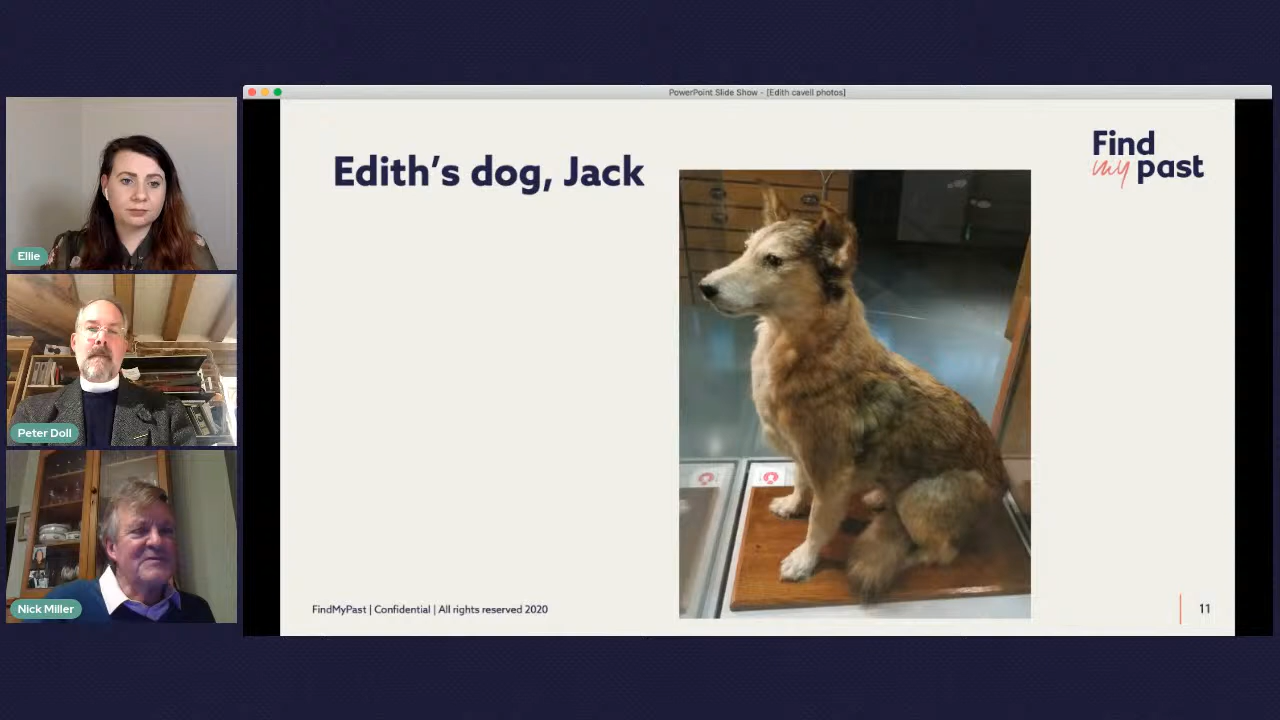 PowerPoint Slide Show - [Edith cavell photos]
Edith's dog, Jack
Find
my past
Ellie
Peter Doll
Nick Miller
FindMyPast | Confidential | All rights reserved 2020
11